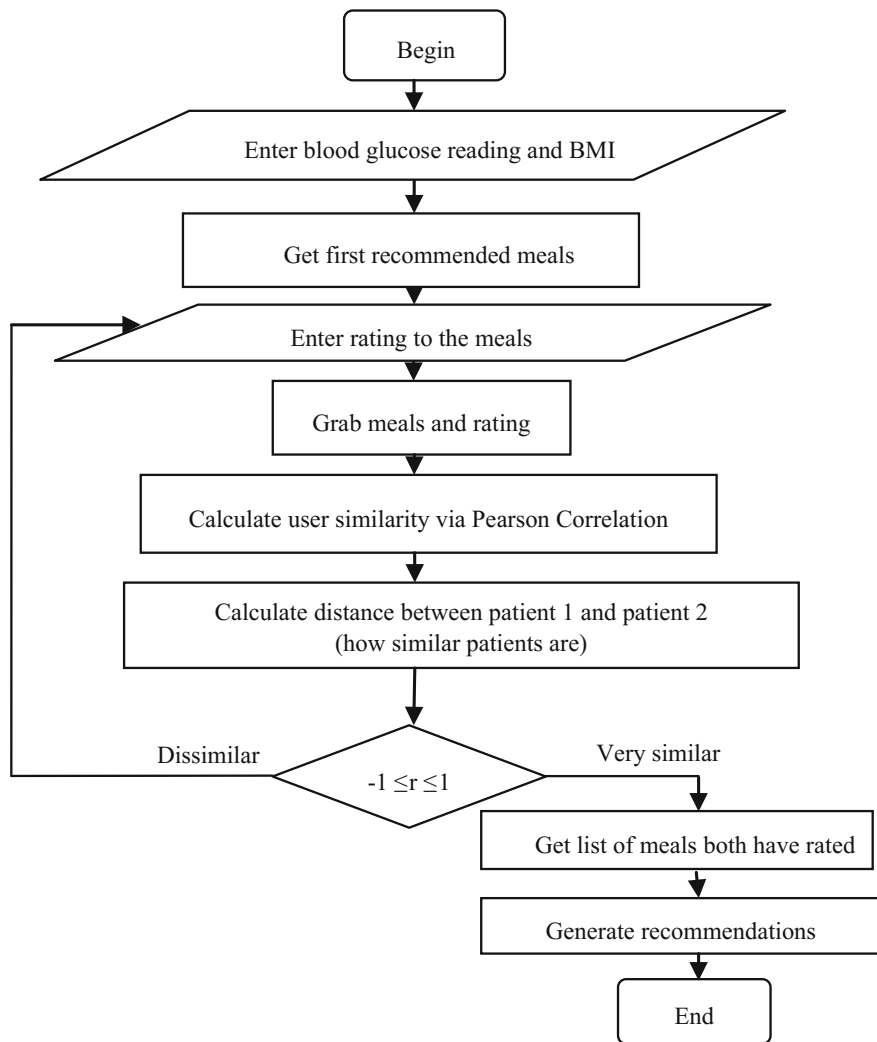 Begin
Enter blood glucose reading and BMI
Get first recommended meals
Enter rating to the meals
Grab meals and rating
Calculate user similarity via Pearson Correlation
Calculate distance between patient 1 and patient 2
(how similar patients are)
Dissimilar
Very similar
-1 ≤r ≤1
Get list of meals both have rated
Generate recommendations
End